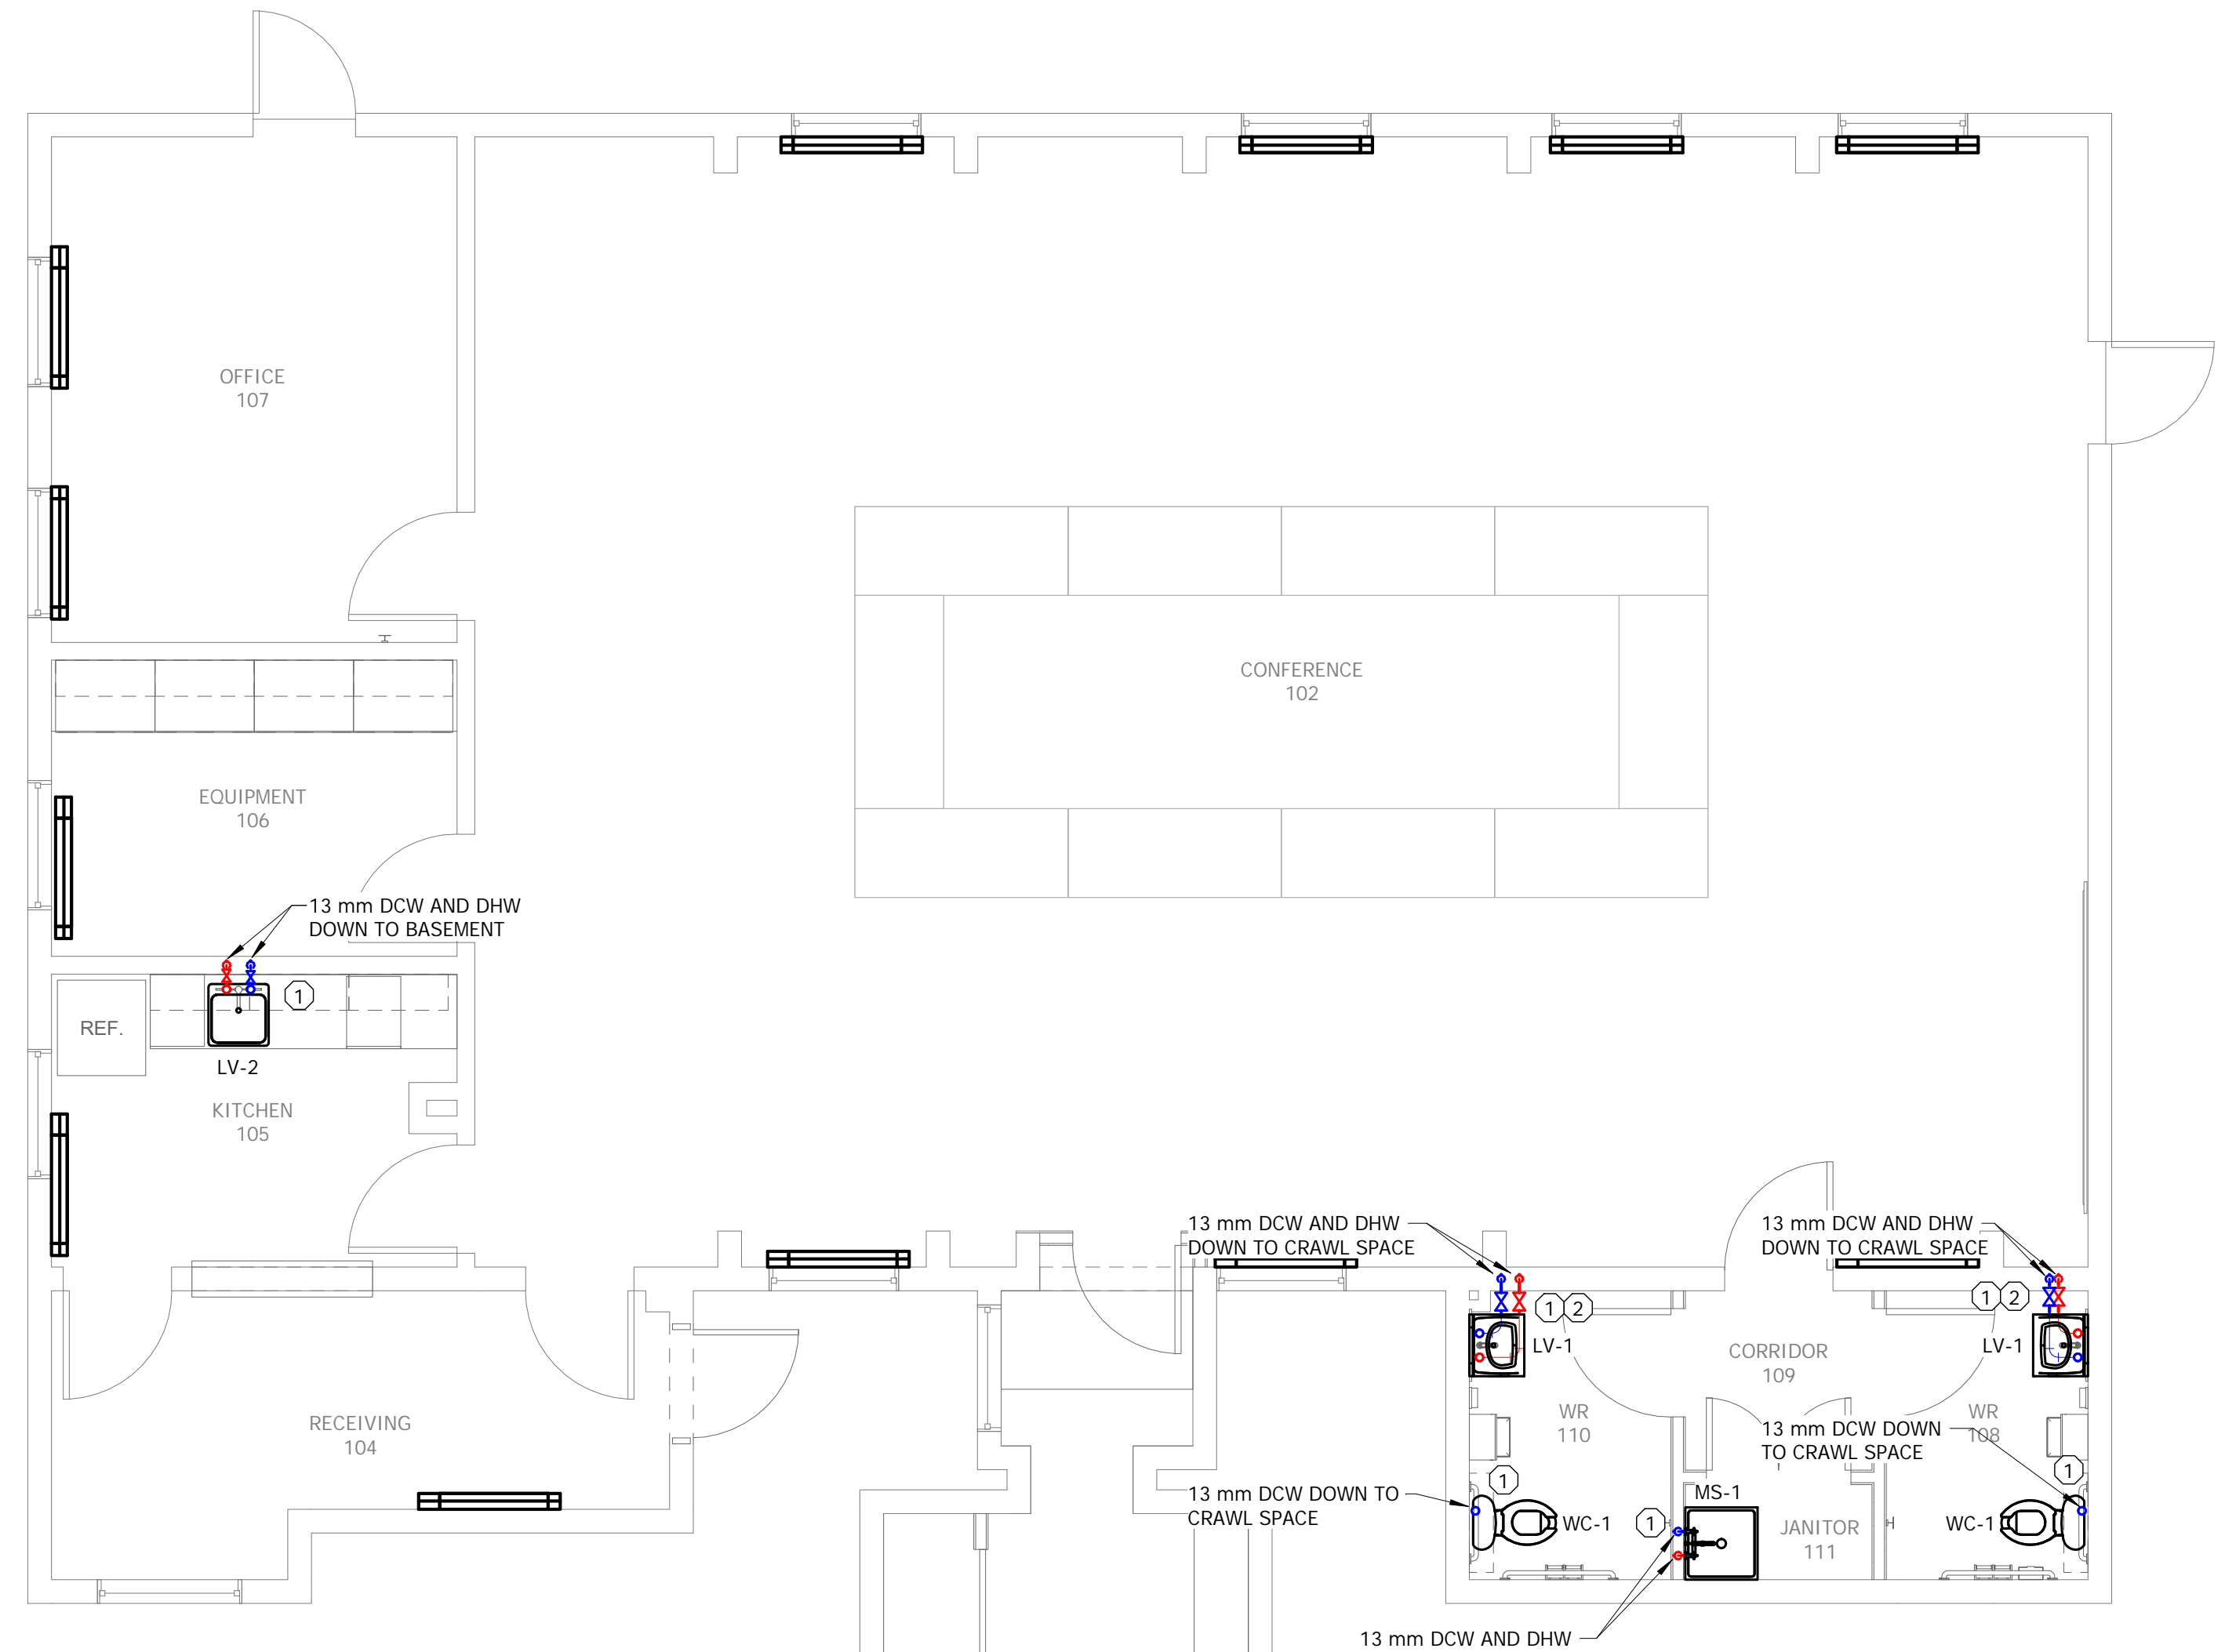 OFFICE
107
CONFERENCE
102
EQUIPMENT
106
13 mm DCW AND DHW
DOWN TO BASEMENT
1
REF.
LV-2
KITCHEN
105
13 mm DCW AND DHW
DOWN TO CRAWL SPACE
13 mm DCW AND DHW
DOWN TO CRAWL SPACE
1 2
1 2
LV-1
LV-1
CORRIDOR
109
RECEIVING
104
WR
110
WR
108
13 mm DCW DOWN
TO CRAWL SPACE
1
1
13 mm DCW DOWN TO
CRAWL SPACE
MS-1
WC-1
1
JANITOR
111
WC-1
13 mm DCW AND DHW